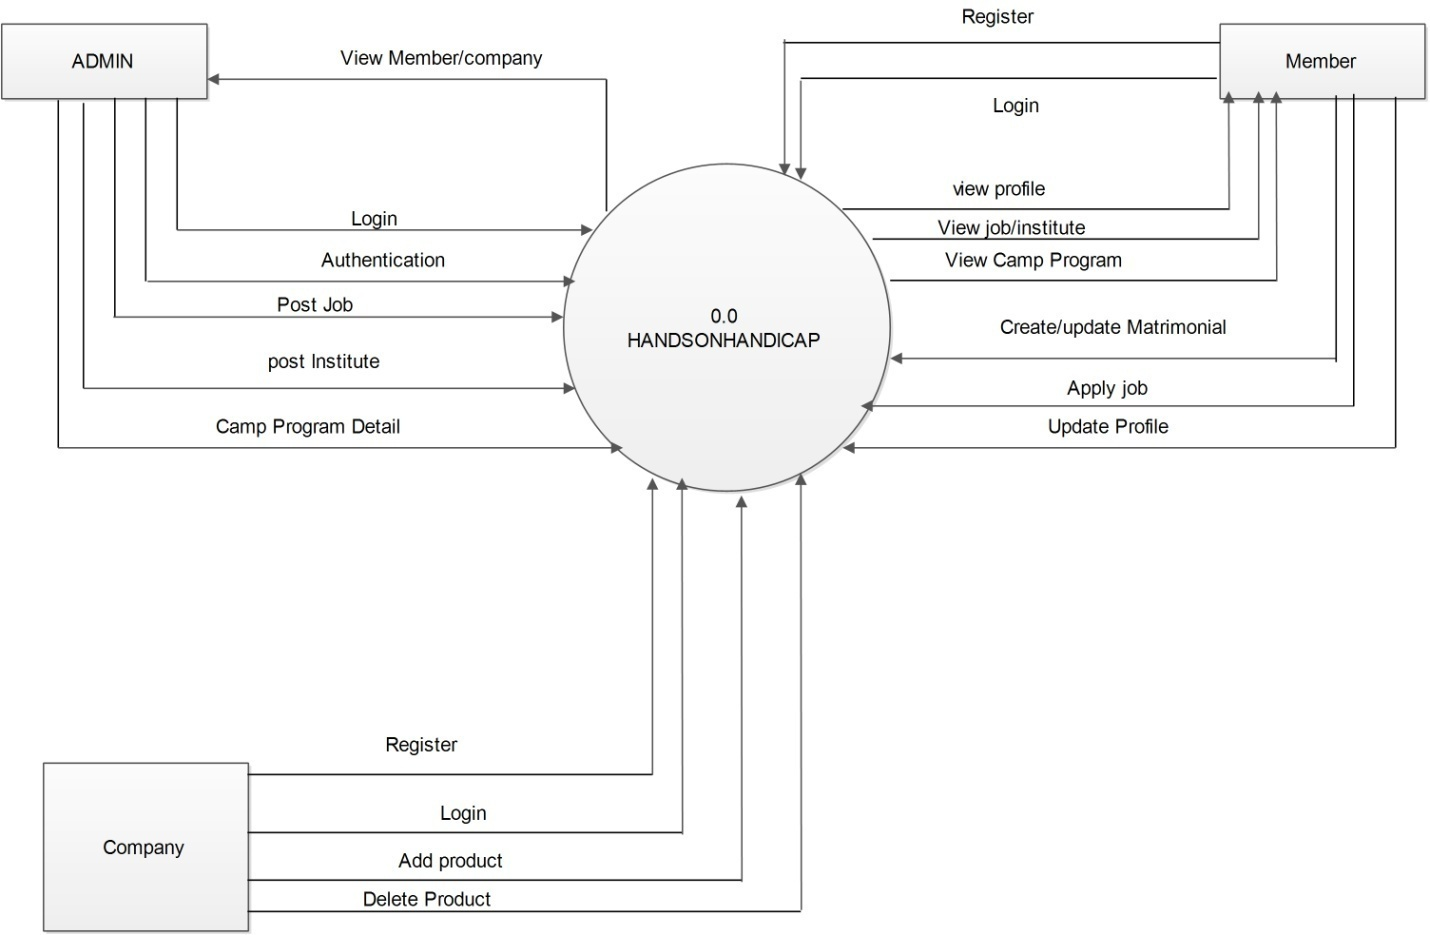 Register
ADMIN
View Member/company
Member
Login
view profile
Login
View job/institute
Authentication
View Camp Program
Post Job
0.0
HANDSONHANDICAP
Create/update Matrimonial
post Institute
Apply job
Camp Program Detail
Update Profile
Register
Login
Company
Add product
Delete Product